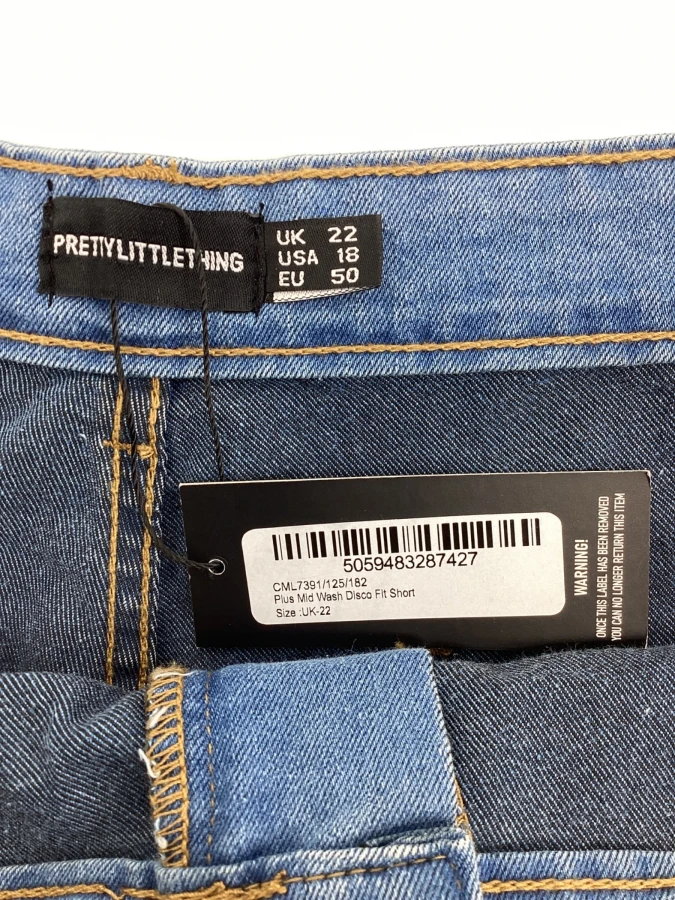 PRETTYLITTLETHING
UK 22
USA 18
EU 50
5059483287427
CML7391/125/182
Plus Mid Wash Disco Fit Short
Size :UK-22
WARNING!
ONCE THIS LABEL HAS BEEN REMOVED
YOU CAN NO LONGER RETURN THIS ITEM